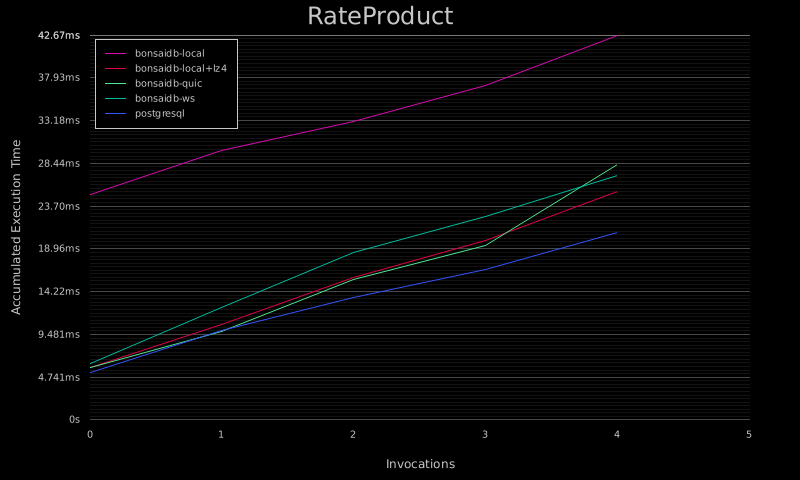 RateProduct
42.67ms
37.93ms
33.18ms
28.44ms
23.70ms
18.96ms
14.22ms
9.481ms
4.741ms
0s
Accumulated Execution Time
bonsaidb-local
bonsaidb-local+lz4
bonsaidb-quic
bonsaidb-ws
postgresql
0 1 2 3 4 5
Invocations